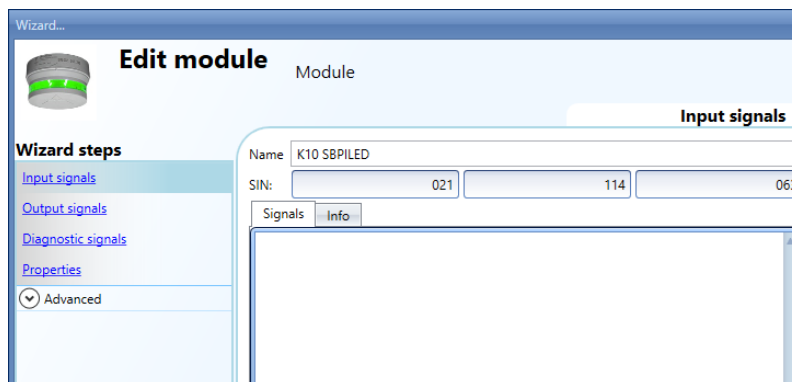 Wizard...
Edit module
Module
Input signals
Wizard steps
Input signals
Output signals
Diagnostic signals
Properties
Advanced
Name K10 SBPILED
SIN: 021 114
Signals Info